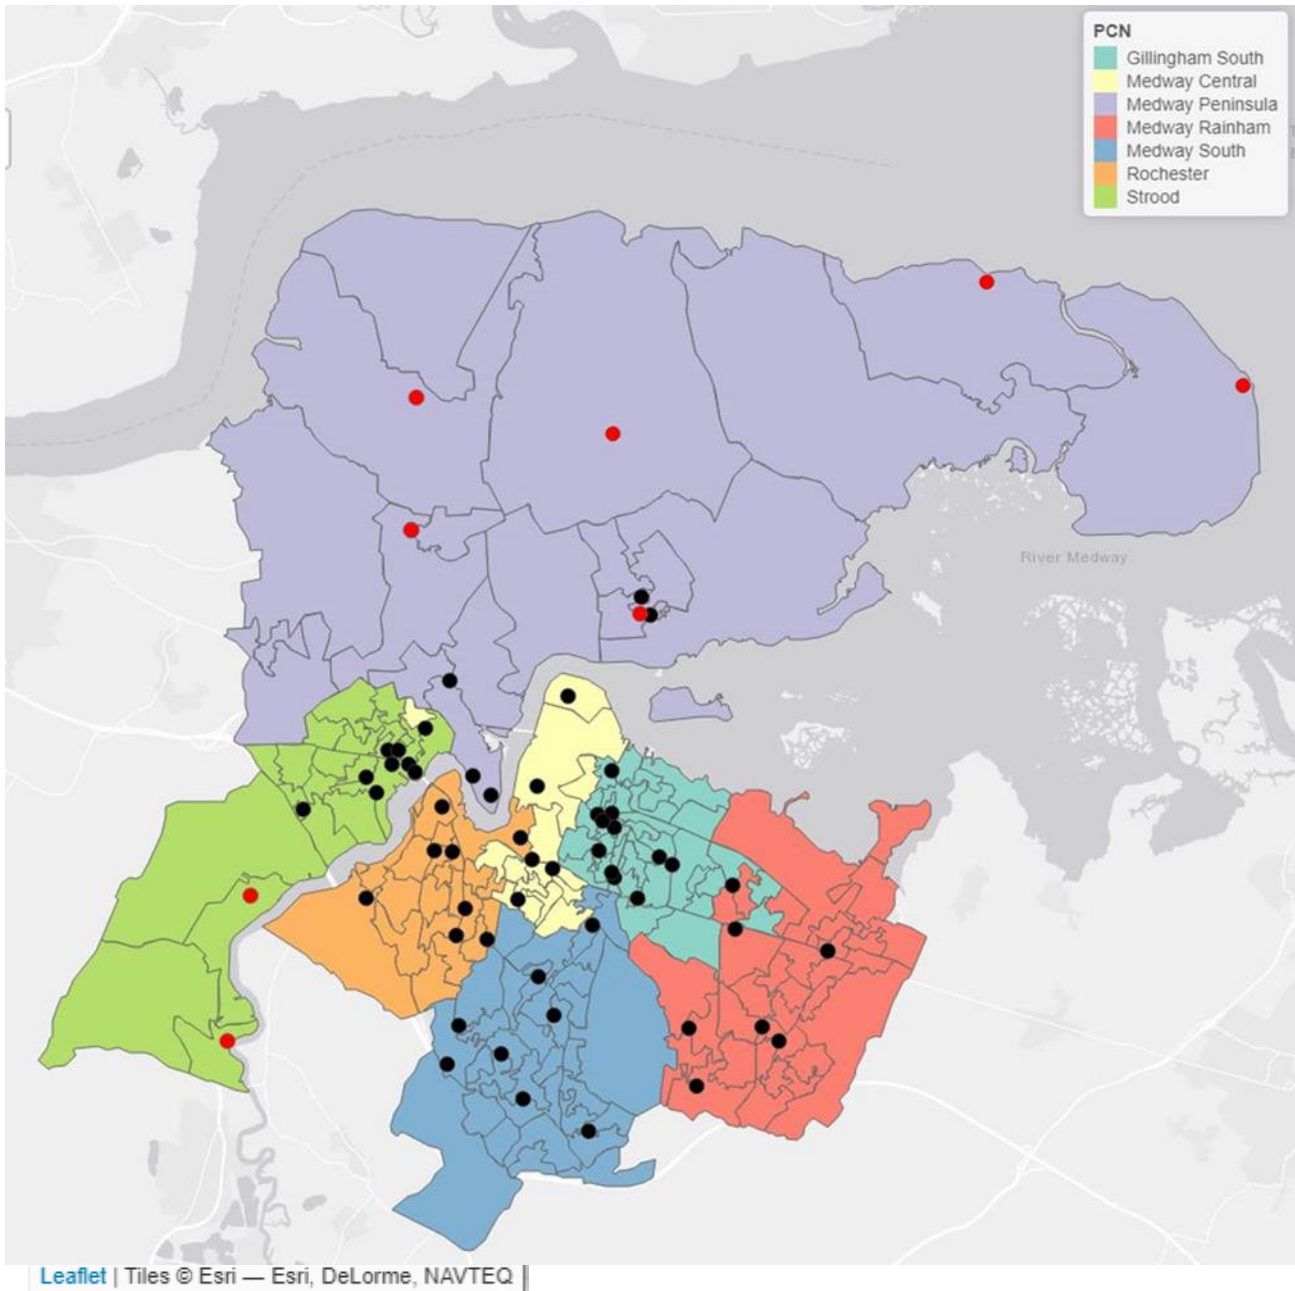 PCN
Gillingham South
Medway Central
Medway Peninsula
Medway Rainham
Medway South
Rochester
Strood
River Medway
Leaflet | Tiles © Esri — Esri, DeLorme, NAVTEQ